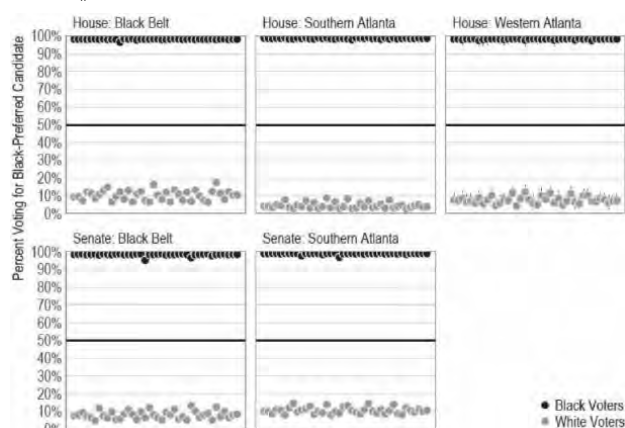 House: Black Belt
House: Southern Atlanta
House: Western Atlanta
Percent Voting for Black-Preferred Candidate
100%
90%
80%
70%
60%
50%
40%
30%
20%
10%
0%
Senate: Black Belt
Senate: Southern Atlanta
100%
90%
80%
70%
60%
50%
40%
30%
20%
10%
0%
Black Voters
White Voters